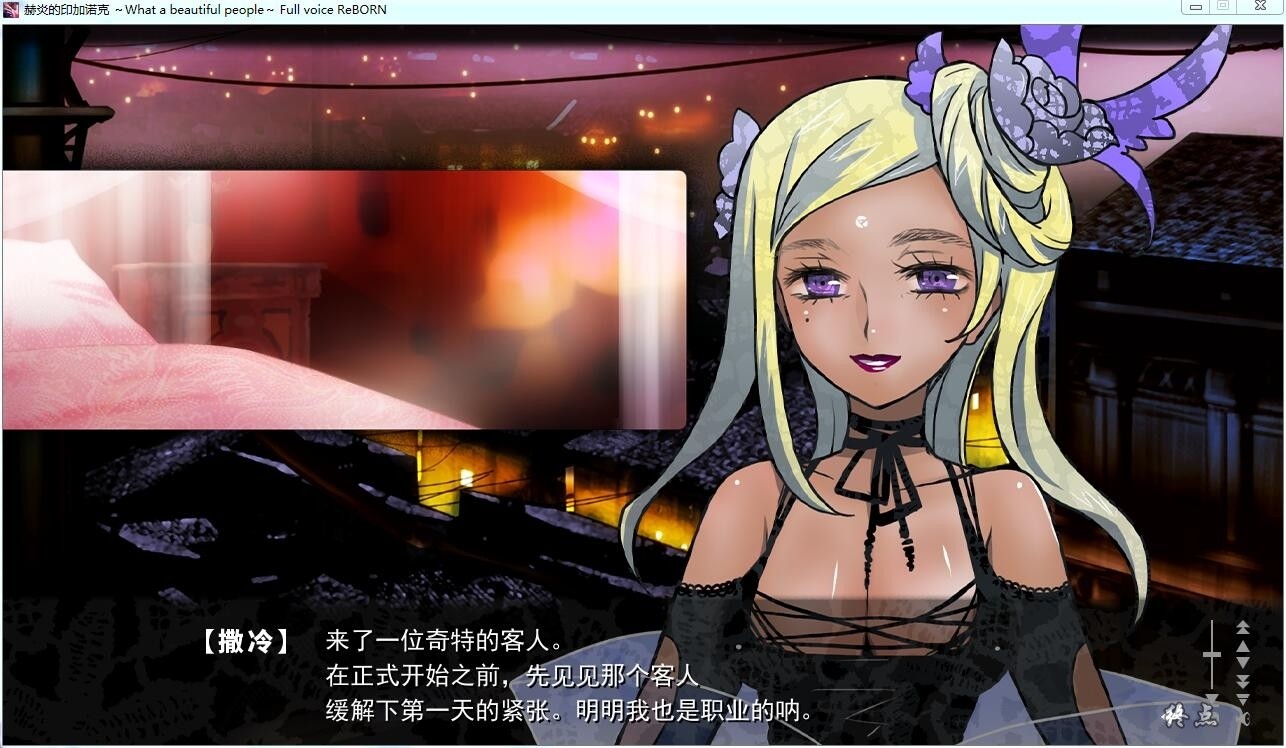 赫炎的印加诺克 ～What a beautiful people～ Full voice ReBORN
【撒冷】 来了一位奇特的客人。
在正式开始之前，先见见那个客人
缓解下第一天的紧张。明明我也是职业的呐。
终点